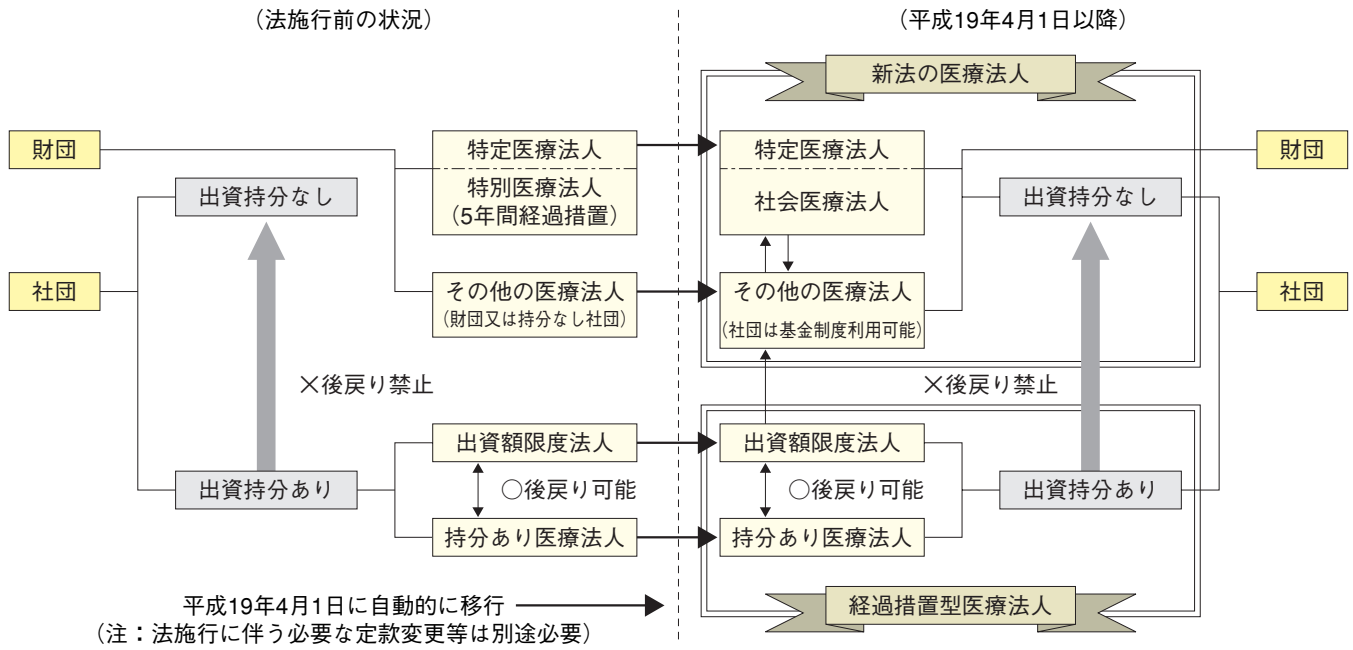 （法施行前の状況）
（平成19年4月1日以降）
新法の医療法人
財団
特定医療法人
特別医療法人
（5年間経過措置）
特定医療法人
社会医療法人
財団
出資持分なし
出資持分なし
社団
その他の医療法人
（財団又は持分なし社団）
その他の医療法人
（社団は基金制度利用可能）
社団
×後戻り禁止
×後戻り禁止
出資額限度法人
出資額限度法人
出資持分あり
○後戻り可能
○後戻り可能
出資持分あり
持分あり医療法人
持分あり医療法人
平成19年4月1日に自動的に移行
（注：法施行に伴う必要な定款変更等は別途必要）
経過措置型医療法人